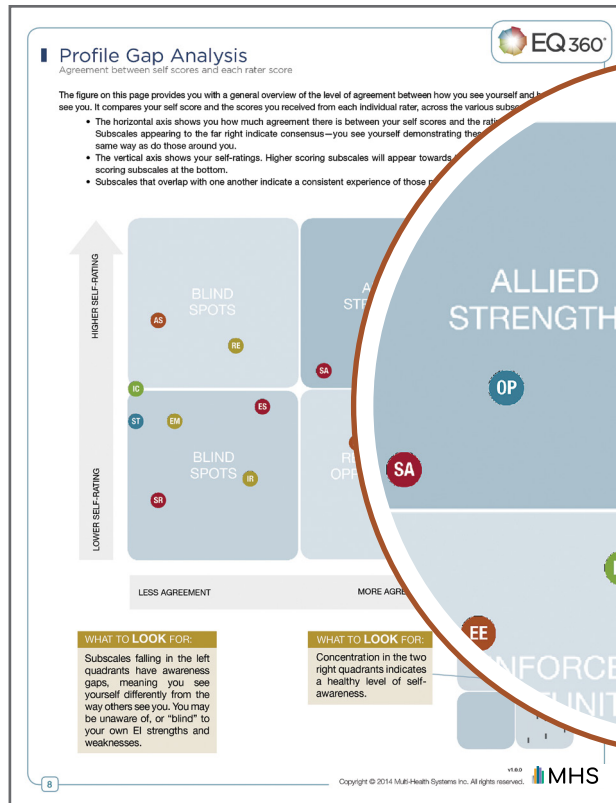 Profile Gap Analysis
Agreement between self scores and each rater score
EQ 360°
The figure on this page provides you with a general overview of the level of agreement between how you see yourself and
see you. It compares your self score and the scores you received from each individual rater, across the various
• The horizontal axis shows you how much agreement there is between your self scores and the
Subscales appearing to the far right indicate consensus—you see yourself demonstrating
same way as do those around you.
• The vertical axis shows your self-ratings. Higher scoring subscales will appear towards
scoring subscales at the bottom.
• Subscales that overlap with one another indicate a consistent experience of those
HIGHER SELF-RATING
LOWER SELF-RATING
BLIND
SPOTS
AS
RE
SA
IC
ST
EM
ES
BLIND
SPOTS
IR
SR
ALLIED
STRENGTH
OP
SA
EE
LESS AGREEMENT
MORE
WHAT TO LOOK FOR:
Subscales falling in the left
quadrants have awareness
gaps, meaning you see
yourself differently from the
way others see you. You may
be unaware of, or “blind” to
your own EI strengths and
weaknesses.
WHAT TO LOOK FOR:
Concentration in the two
right quadrants indicates
a healthy level of self-
awareness.
8
v1.0.0
Copyright © 2014 Multi-Health Systems Inc. All rights reserved.
MHS